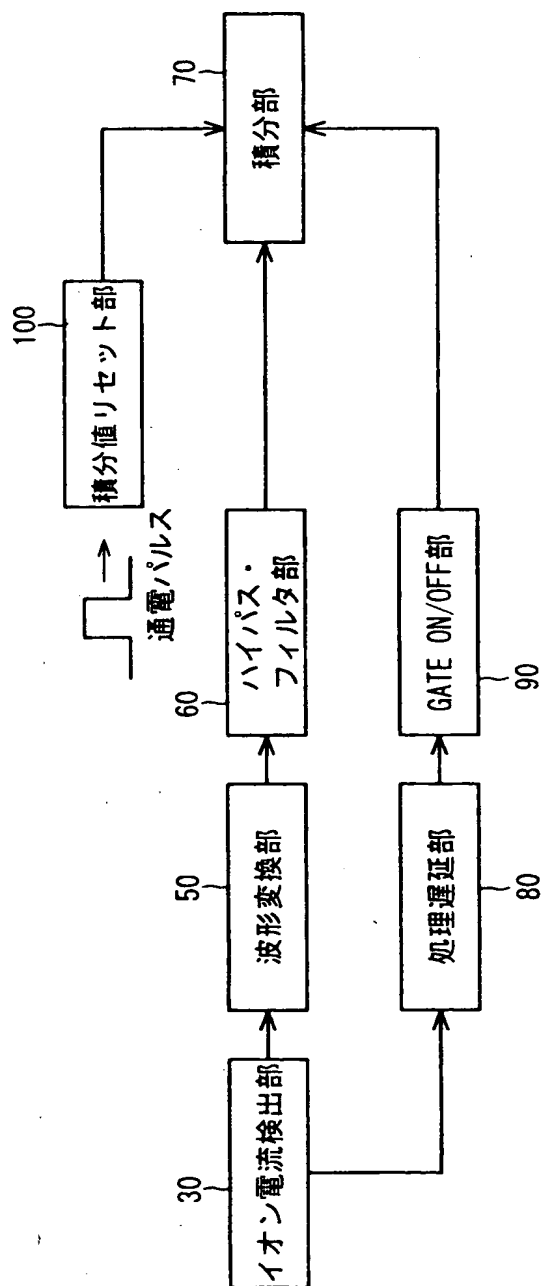 100
積分値リセット部
通電パルス
30
イオン電流検出部
50
波形変換部
60
ハイパス・
フィルタ部
70
積分部
80
処理遅延部
90
GATE ON/OFF部